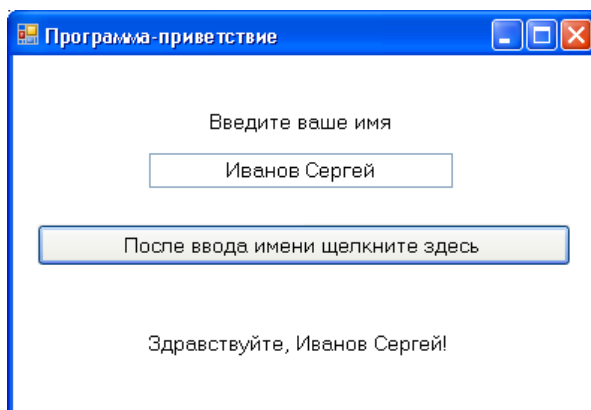 Программа-приветствие
Введите ваше имя
Иванов Сергей
После ввода имени щелкните здесь
Здравствуйте, Иванов Сергей!